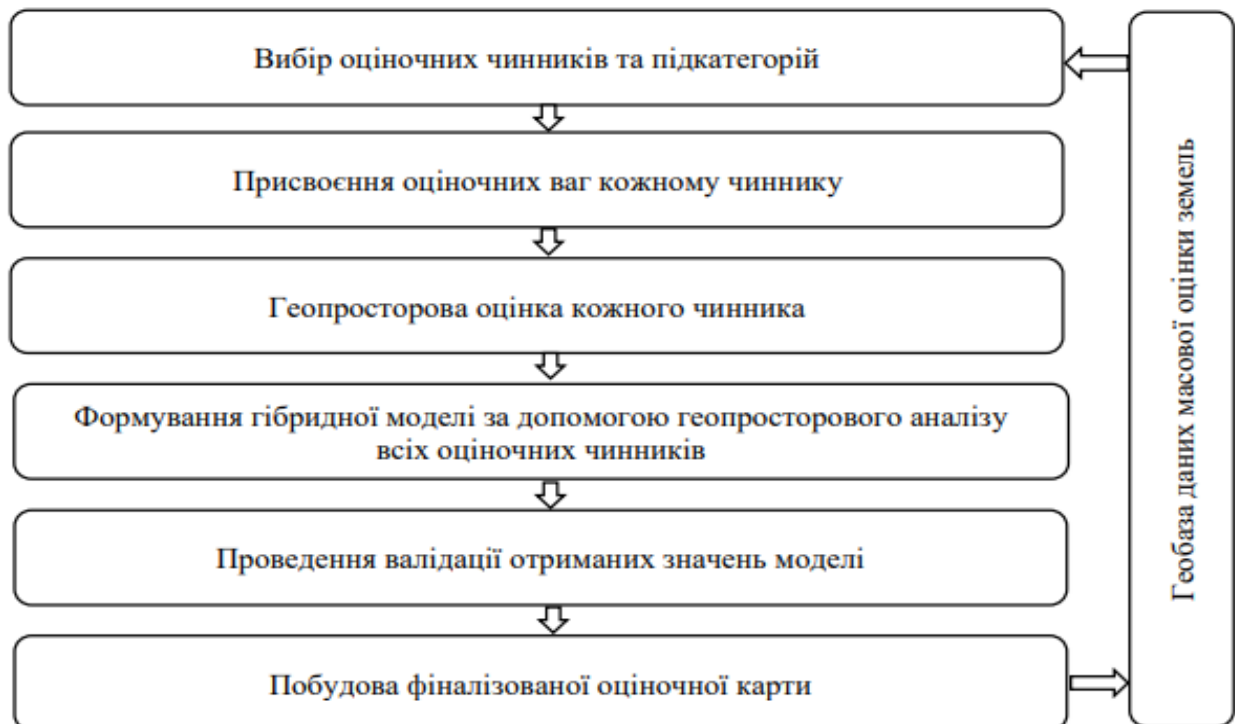 Вибір оціночних чинників та підкатегорій
Присвоєння оціночних ваг кожному чиннику
Геопросторова оцінка кожного чинника
Формування гібридної моделі за допомогою геопросторового аналізу
всіх оціночних чинників
Проведення валідації отриманих значень моделі
Побудова фіналізованої оціночної карти
Геобаза даних масової оцінки земель